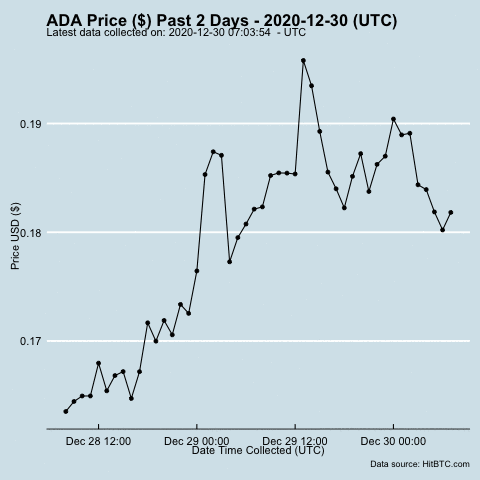 ADA Price ($) Past 2 Days - 2020-12-30 (UTC)
Latest data collected on: 2020-12-30 07:03:54 - UTC
Price USD ($)
0.19
0.18
0.17
Dec 28 12:00 Dec 29 00:00 Dec 29 12:00 Dec 30 00:00
Date Time Collected (UTC)
Data source: HitBTC.com